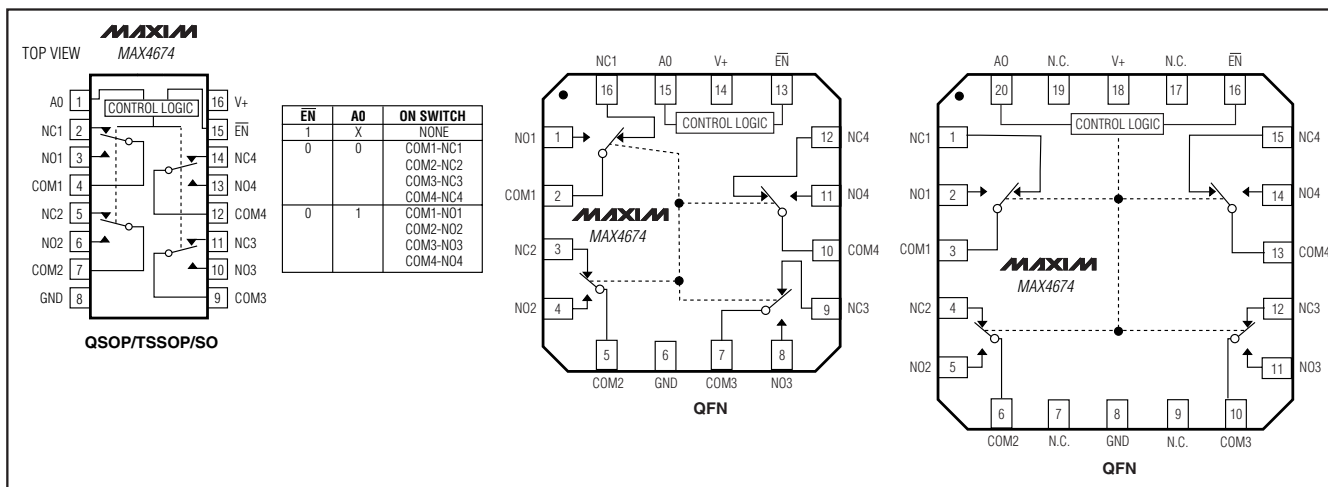 MAXIM
TOP VIEW MAX4674
CONTROL LOGIC
A0 1
NC1 2
NO1 3
COM1 4
NC2 5
NO2 6
COM2 7
GND 8
16 V+
15 EN
14 NC4
13 NO4
12 COM4
11 NC3
10 NO3
9 COM3
QSOP/TSSOP/SO
EN A0 ON SWITCH
1 X NONE
0 0 COM1-NC1
COM2-NC2
COM3-NC3
COM4-NC4
0 1 COM1-NO1
COM2-NO2
COM3-NO3
COM4-NO4
NC1 A0 V+ EN
16 15 14 13
CONTROL LOGIC
NO1 1
COM1 2
NC2 3
NO2 4
12 NC4
11 NO4
10 COM4
9 NC3
MAXIM
MAX4674
5 6 7 8
COM2 GND COM3 NO3
QFN
AO N.C. V+ N.C. EN
20 19 18 17 16
CONTROL LOGIC
NC1 1
NO1 2
COM1 3
NC2 4
NO2 5
15 NC4
14 NO4
13 COM4
12 NC3
11 NO3
MAXIM
MAX4674
6 7 8 9 10
COM2 N.C. GND N.C. COM3
QFN